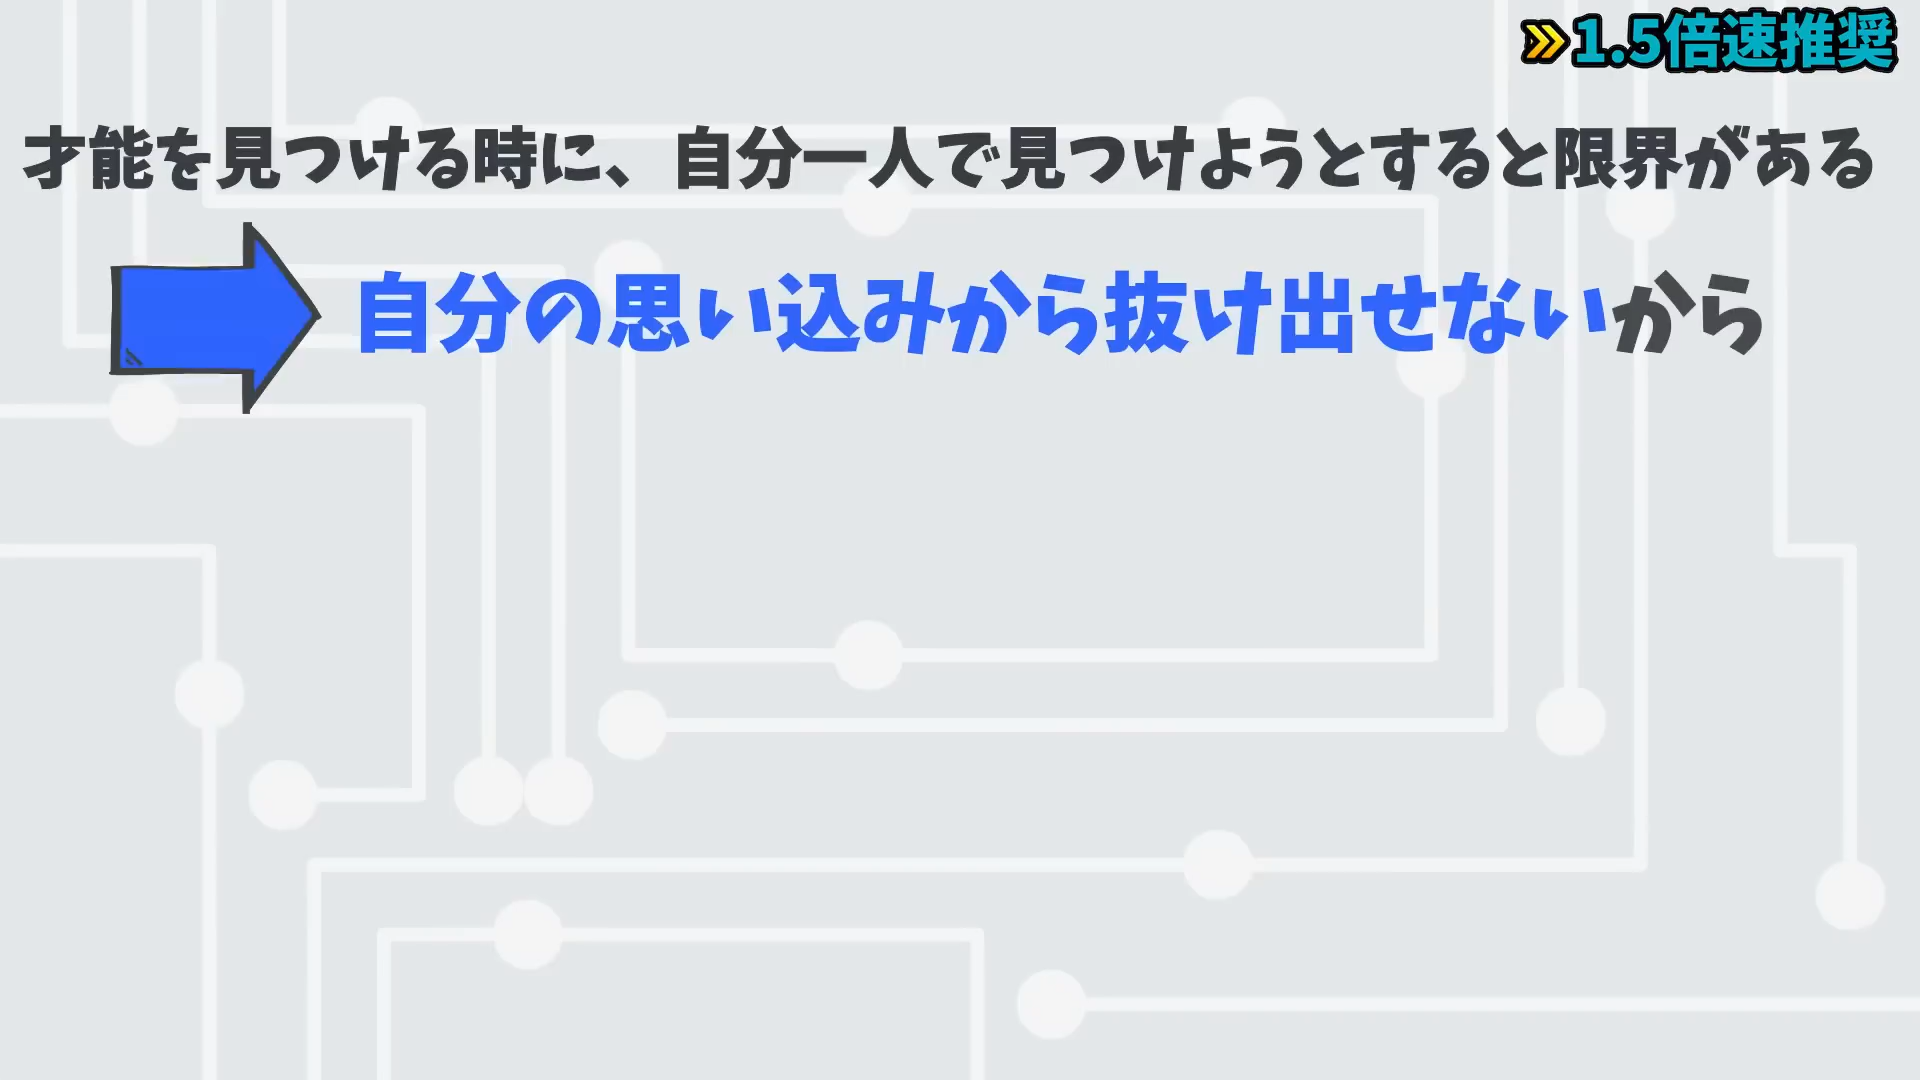 1.5倍速推奨
才能を見つける時に、自分一人で見つけようとすると限界がある
自分の思い込みから抜け出せないから